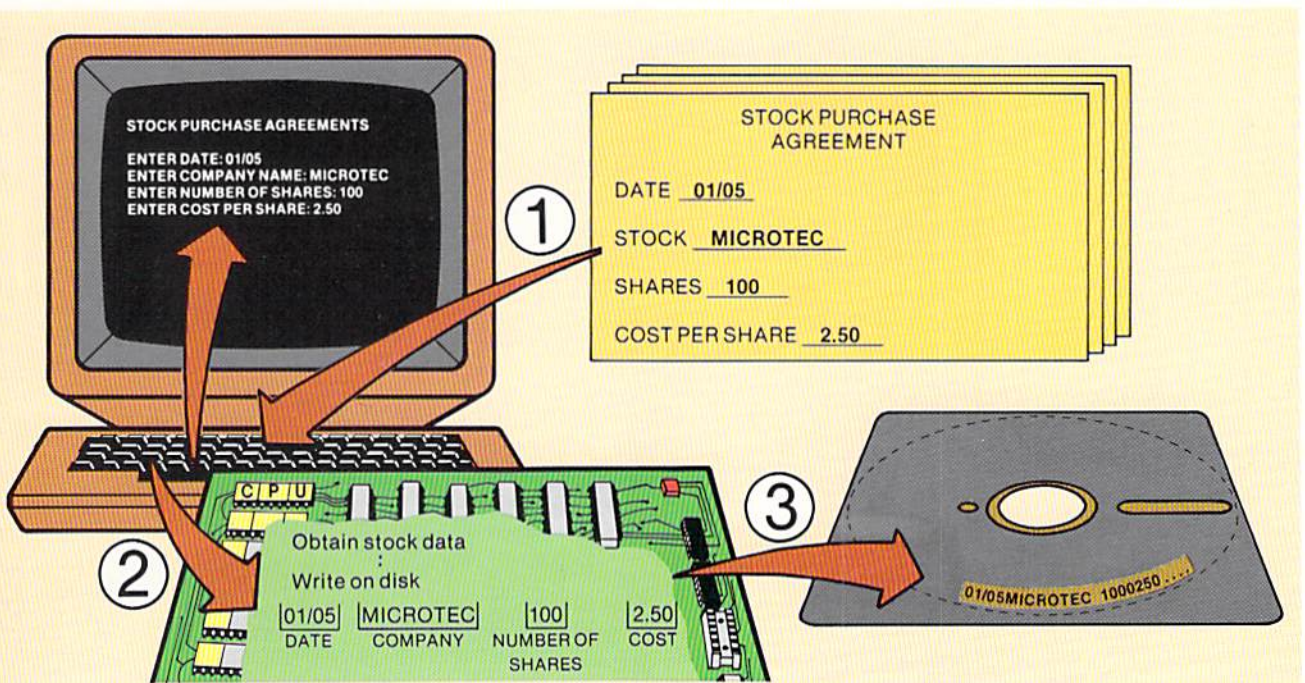 STOCK PURCHASE AGREEMENTS
ENTER DATE: 01/05
ENTER COMPANY NAME: MICROTEC
ENTER NUMBER OF SHARES: 100
ENTER COST PER SHARE: 2.50
1
STOCK PURCHASE
AGREEMENT
DATE 01/05
STOCK MICROTEC
SHARES 100
COST PER SHARE 2.50
2
CPU
Obtain stock data
:
Write on disk
01/05 MICROTEC 100 2.50
DATE COMPANY NUMBER OF COST
SHARES
3
01/05MICROTEC 1000250 ....